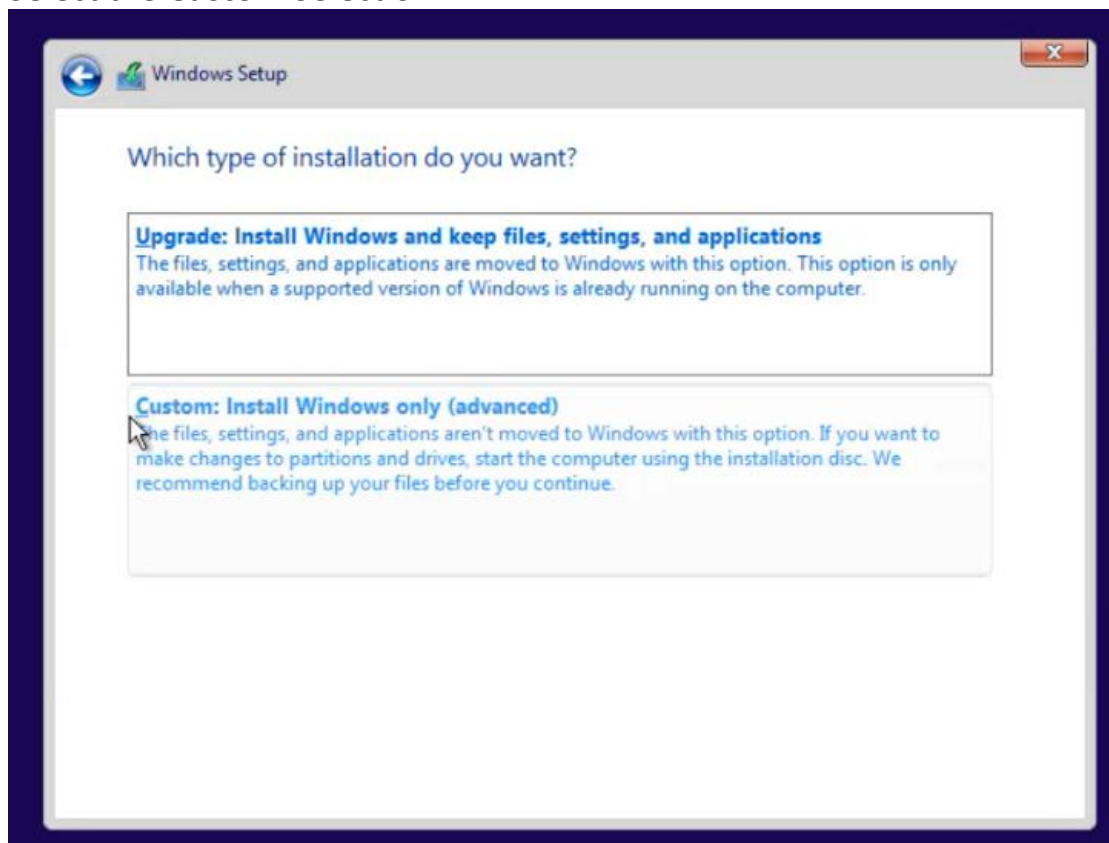 Windows Setup
Which type of installation do you want?
Upgrade: Install Windows and keep files, settings, and applications
The files, settings, and applications are moved to Windows with this option. This option is only
available when a supported version of Windows is already running on the computer.
Custom: Install Windows only (advanced)
The files, settings, and applications aren't moved to Windows with this option. If you want to
make changes to partitions and drives, start the computer using the installation disc. We
recommend backing up your files before you continue.